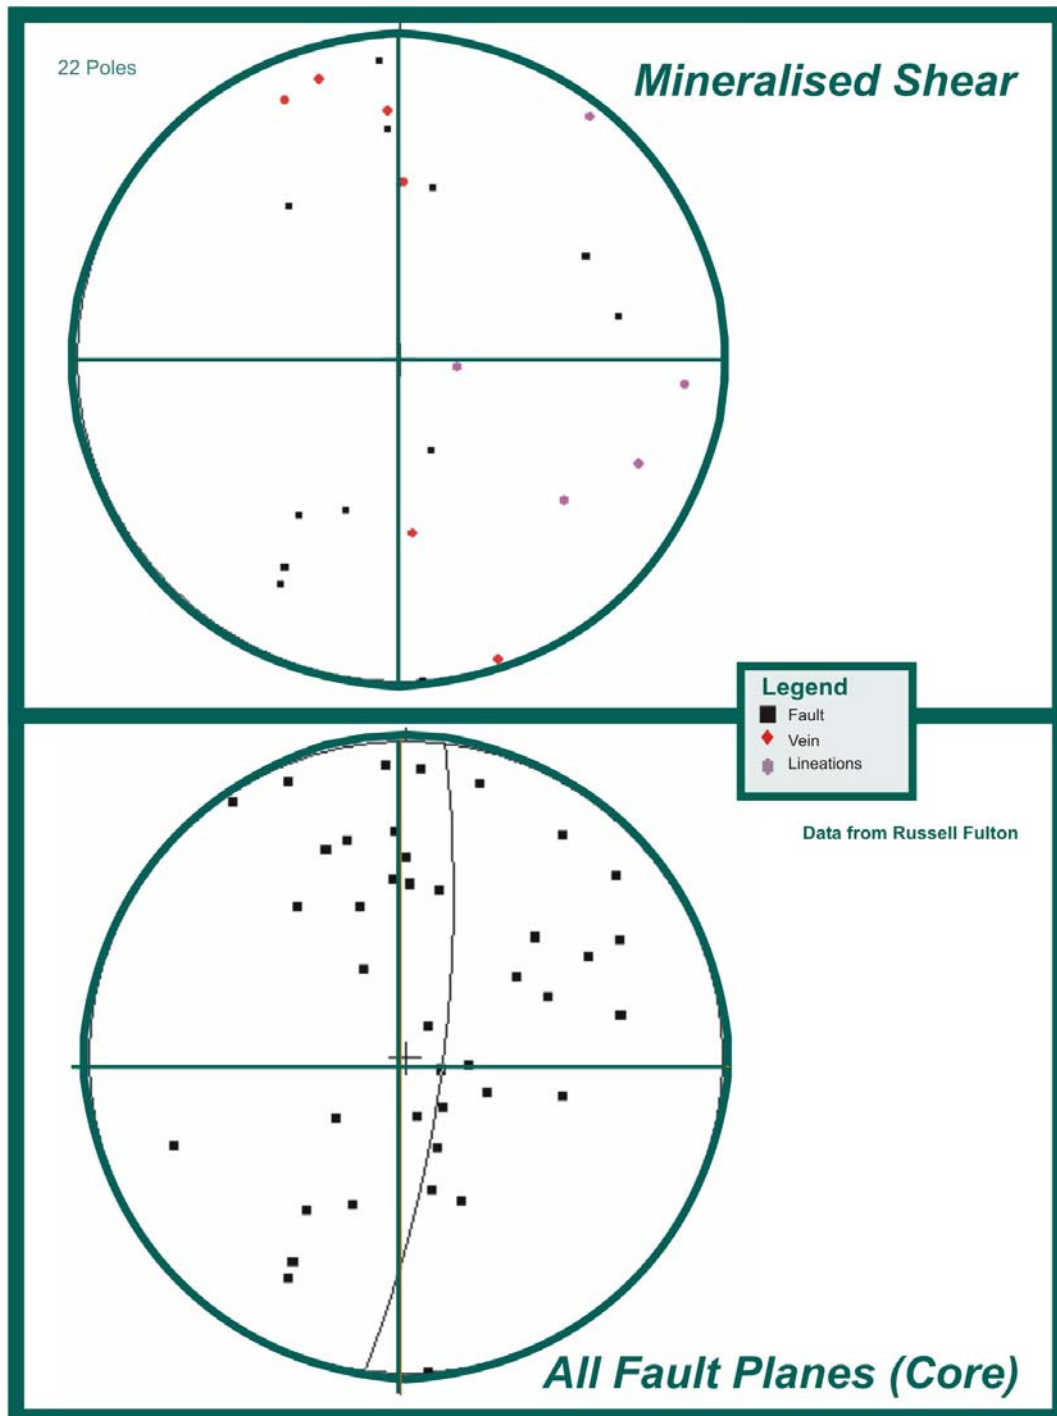 22 Poles
Mineralised Shear
Legend
Fault
Vein
Lineations
Data from Russell Fulton
All Fault Planes (Core)